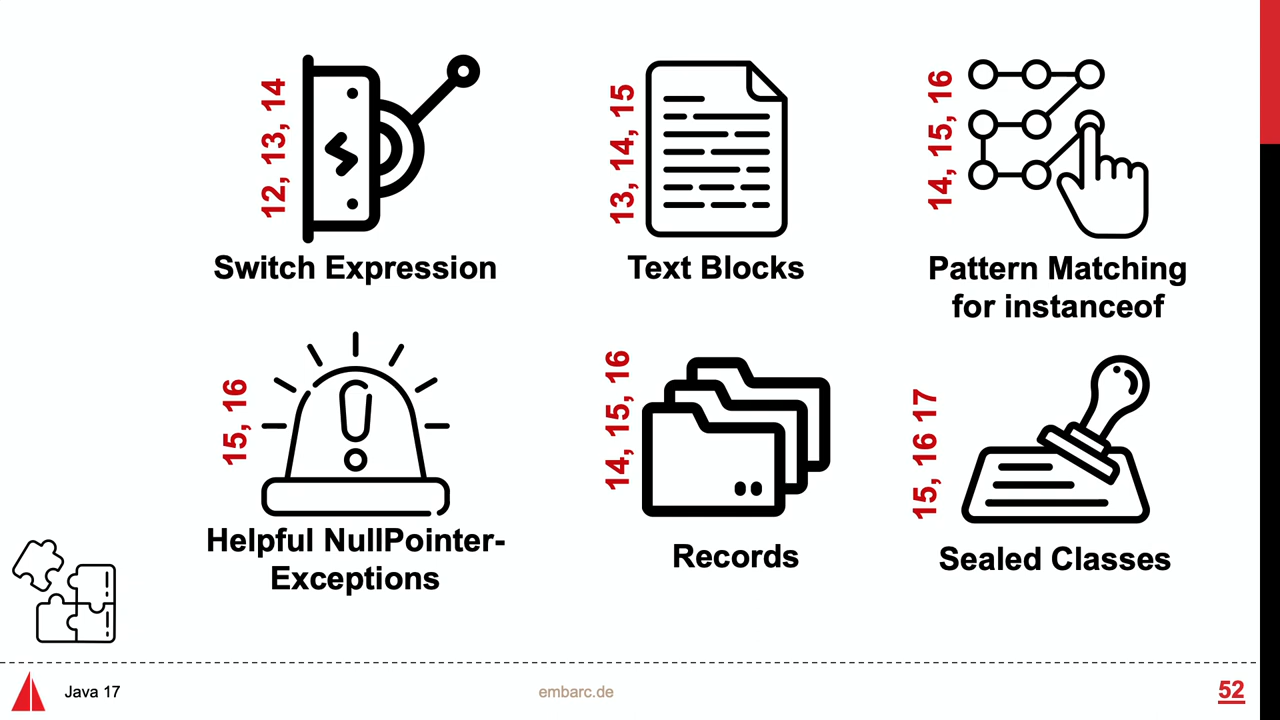 12, 13, 14
Switch Expression
13, 14, 15
Text Blocks
14, 15, 16
Pattern Matching
for instanceof
15, 16
Helpful NullPointer-
Exceptions
14, 15, 16
Records
15, 16 17
Sealed Classes
Java 17
embarc.de
52